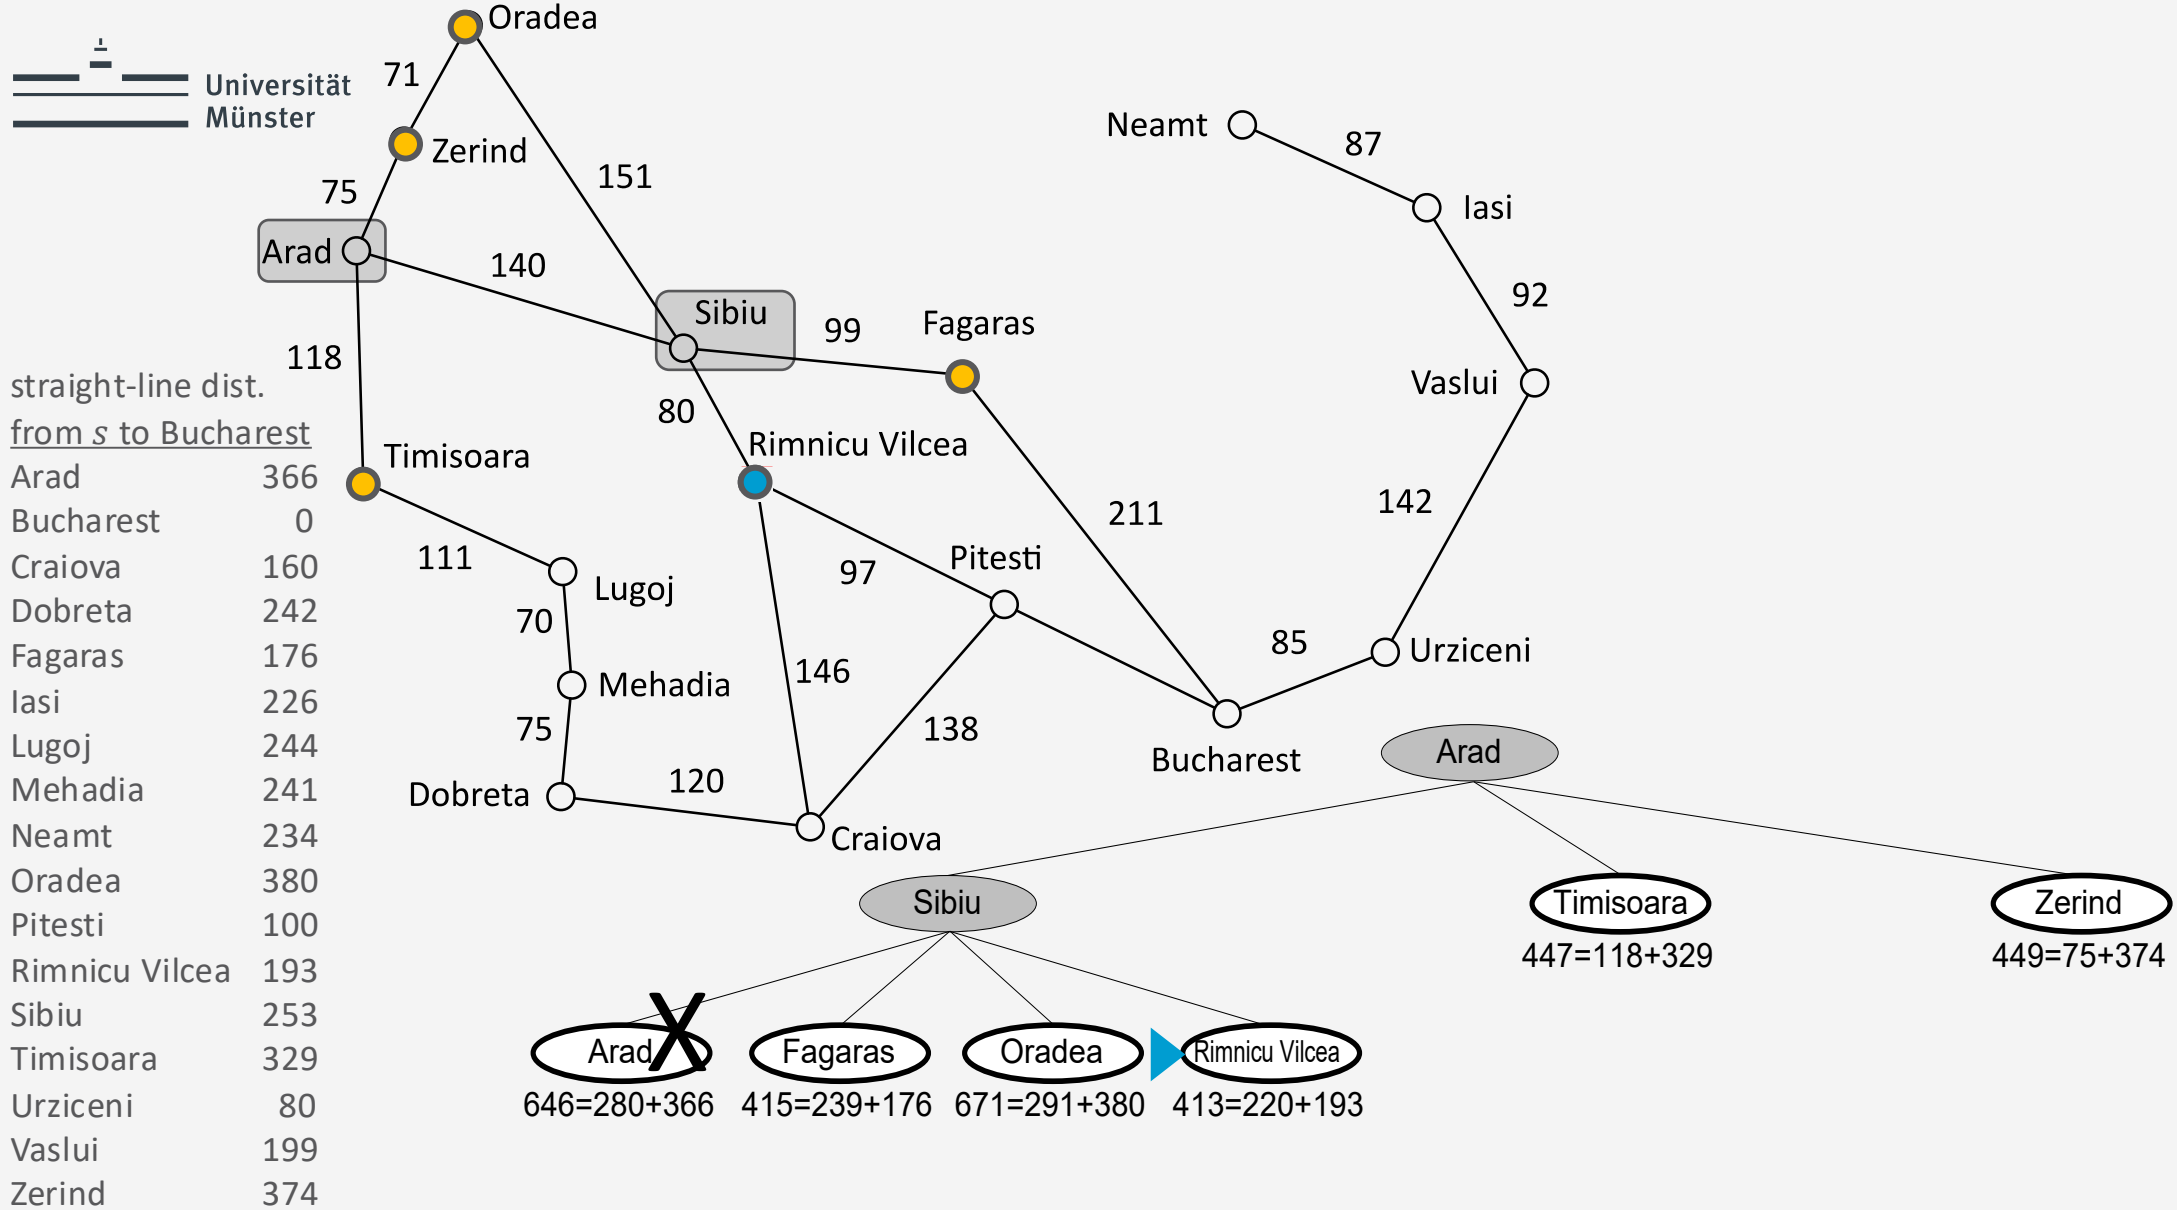 Oradea
Universität
Münster
71
Zerind
Neamt
87
151
75
Iasi
Arad
140
92
Sibiu
99
Fagaras
118
Vaslui
straight-line dist.
from s to Bucharest
80
Rimnicu Vilcea
Timisoara
142
211
111
97
Pitesti
Lugoj
70
85
Urziceni
146
Mehadia
75
138
Bucharest
Dobreta
120
Craiova
Arad 366
Bucharest 0
Craiova 160
Dobreta 242
Fagaras 176
Iasi 226
Lugoj 244
Mehadia 241
Neamt 234
Oradea 380
Pitesti 100
Rimnicu Vilcea 193
Sibiu 253
Timisoara 329
Urziceni 80
Vaslui 199
Zerind 374
Arad
Sibiu
Timisoara
Zerind
447=118+329
449=75+374
Arad X
Fagaras
Oradea
Rimnicu Vilcea
646=280+366
415=239+176
671=291+380
413=220+193